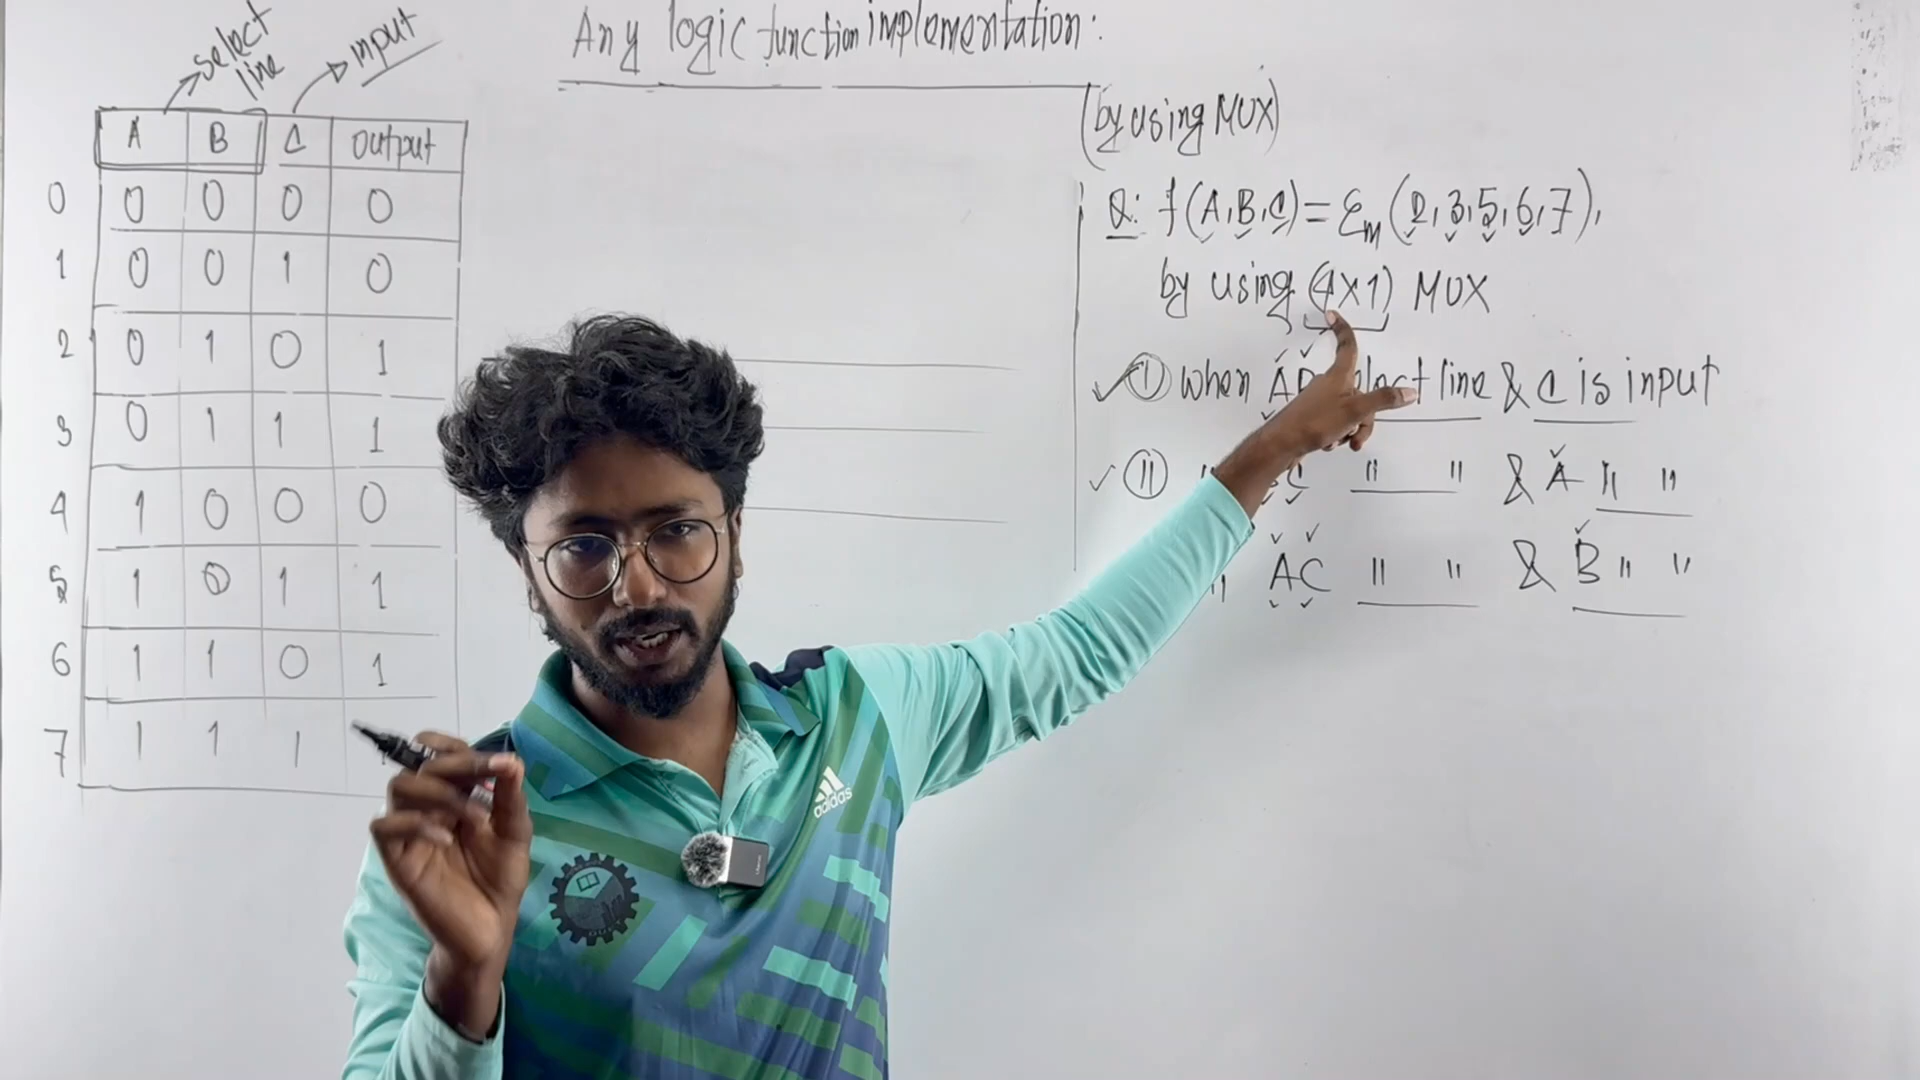 Any logic function implementation:
(by using MUX)
select line
input
A B C output
0 0 0 0 0
1 0 0 1 0
2 0 1 0 1
3 0 1 1 1
4 1 0 0 0
5 1 0 1 1
6 1 1 0 1
7 1 1 1
Q: f(A,B,C)=Σm(2,3,5,6,7),
by using (4x1) MUX
① when AB select line & C is input
② " C " " & A " "
" AC " " & B " "
adidas